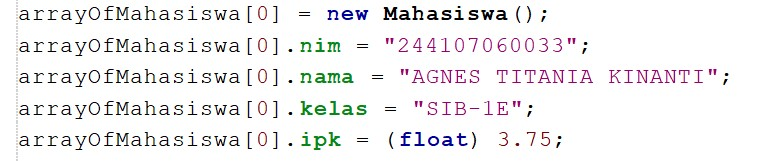 arrayOfMahasiswa[0] = new Mahasiswa();
arrayOfMahasiswa[0].nim = "244107060033";
arrayOfMahasiswa[0].nama = "AGNES TITANIA KINANTI";
arrayOfMahasiswa[0].kelas = "SIB-1E";
arrayOfMahasiswa[0].ipk = (float) 3.75;